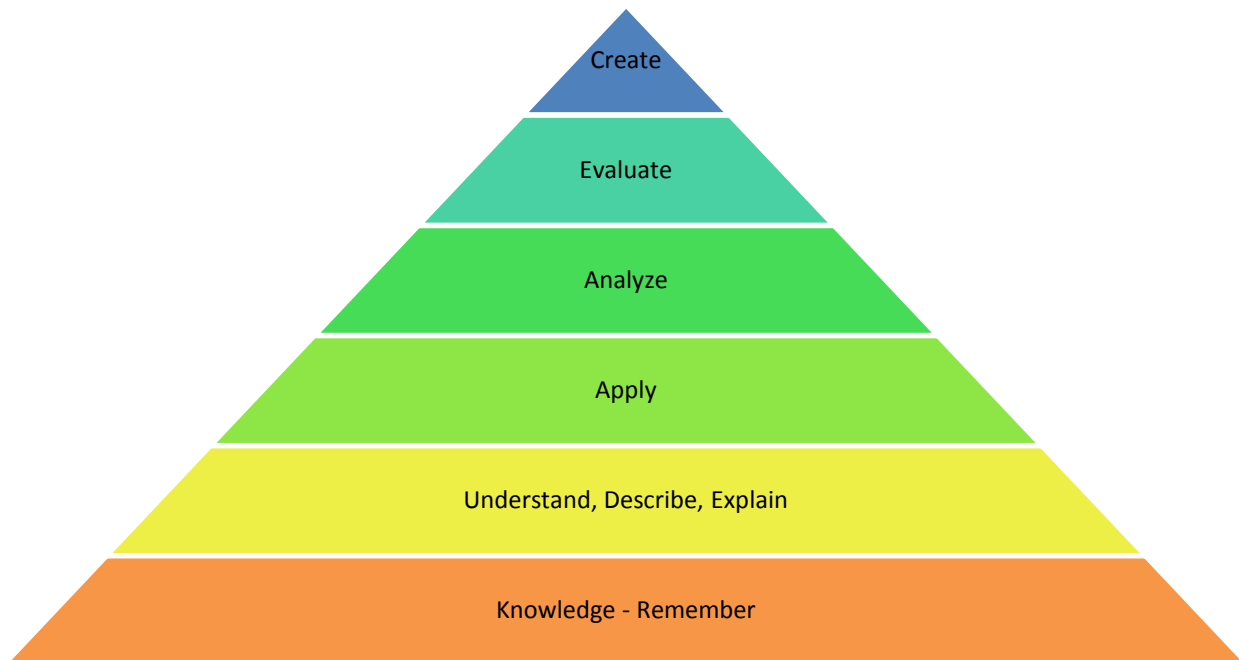 Create
Evaluate
Analyze
Apply
Understand, Describe, Explain
Knowledge - Remember